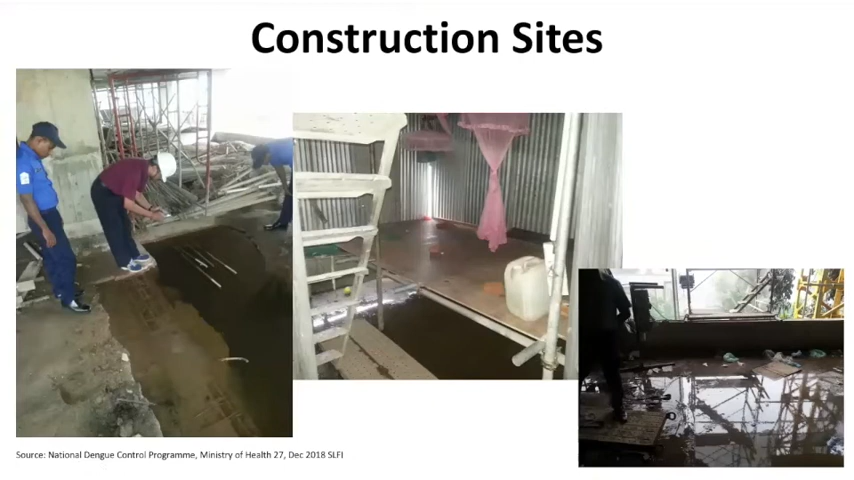 Construction Sites
Source: National Dengue Control Programme, Ministry of Health 27, Dec 2018 SLFI